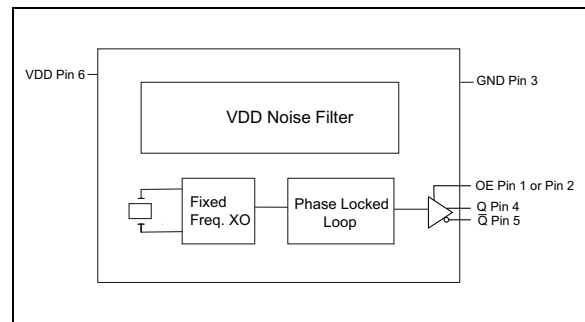 VDD Pin 6
GND Pin 3
VDD Noise Filter
OE Pin 1 or Pin 2
Fixed
Freq. XO
Phase Locked
Loop
Q Pin 4
Q̅ Pin 5